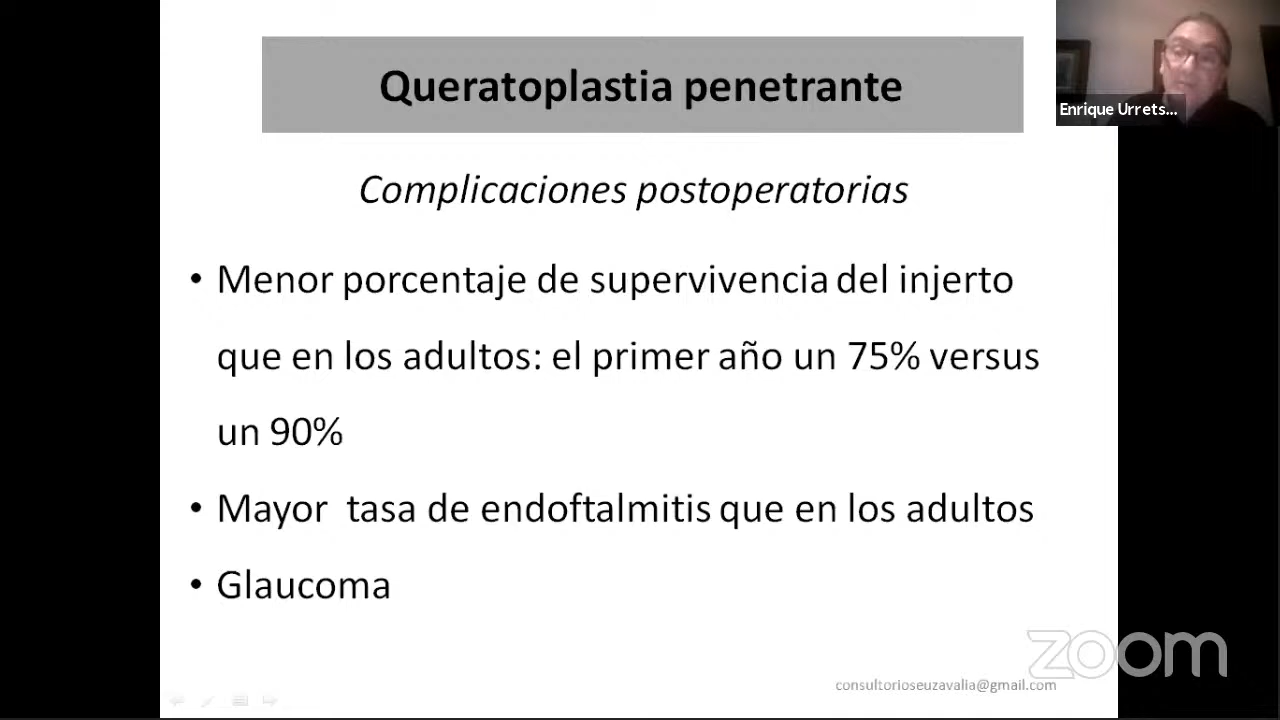 Queratoplastia penetrante
Enrique Urrets...
Complicaciones postoperatorias
• Menor porcentaje de supervivencia del injerto
que en los adultos: el primer año un 75% versus
un 90%
• Mayor tasa de endoftalmitis que en los adultos
• Glaucoma
zoom
consultorioseuzavalia@gmail.com